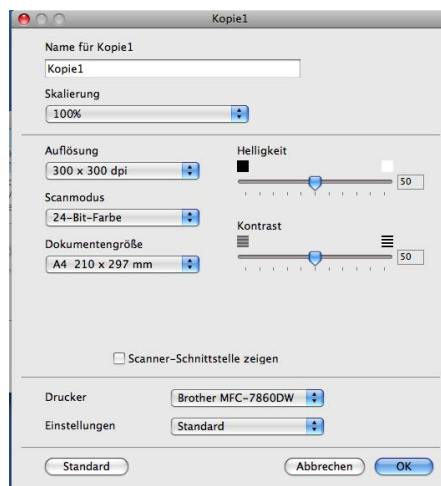 Kopie1
Name für Kopie1
Kopie1
Skalierung
100%
Auflösung
300 x 300 dpi
Scanmodus
24-Bit-Farbe
Dokumentengröße
A4 210 x 297 mm
Helligkeit
50
Kontrast
50
Scanner-Schnittstelle zeigen
Drucker
Brother MFC-7860DW
Einstellungen
Standard
Standard
Abbrechen
OK